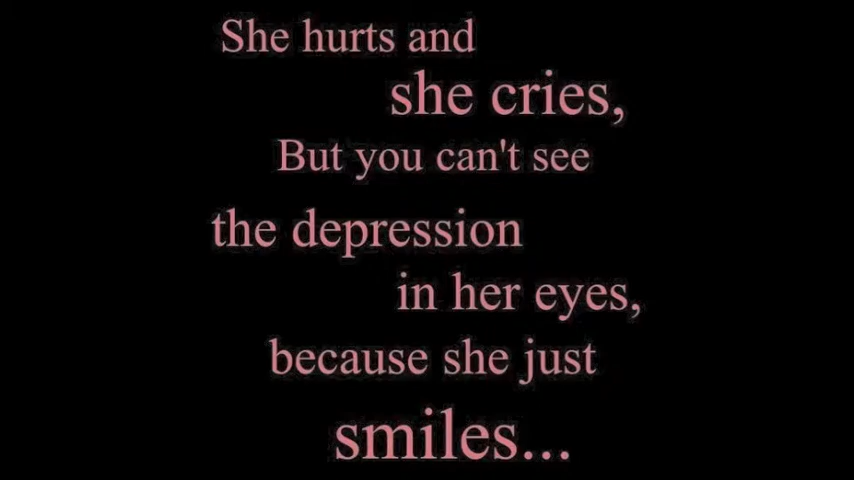 She hurts and
she cries,
But you can't see
the depression
in her eyes,
because she just
smiles...